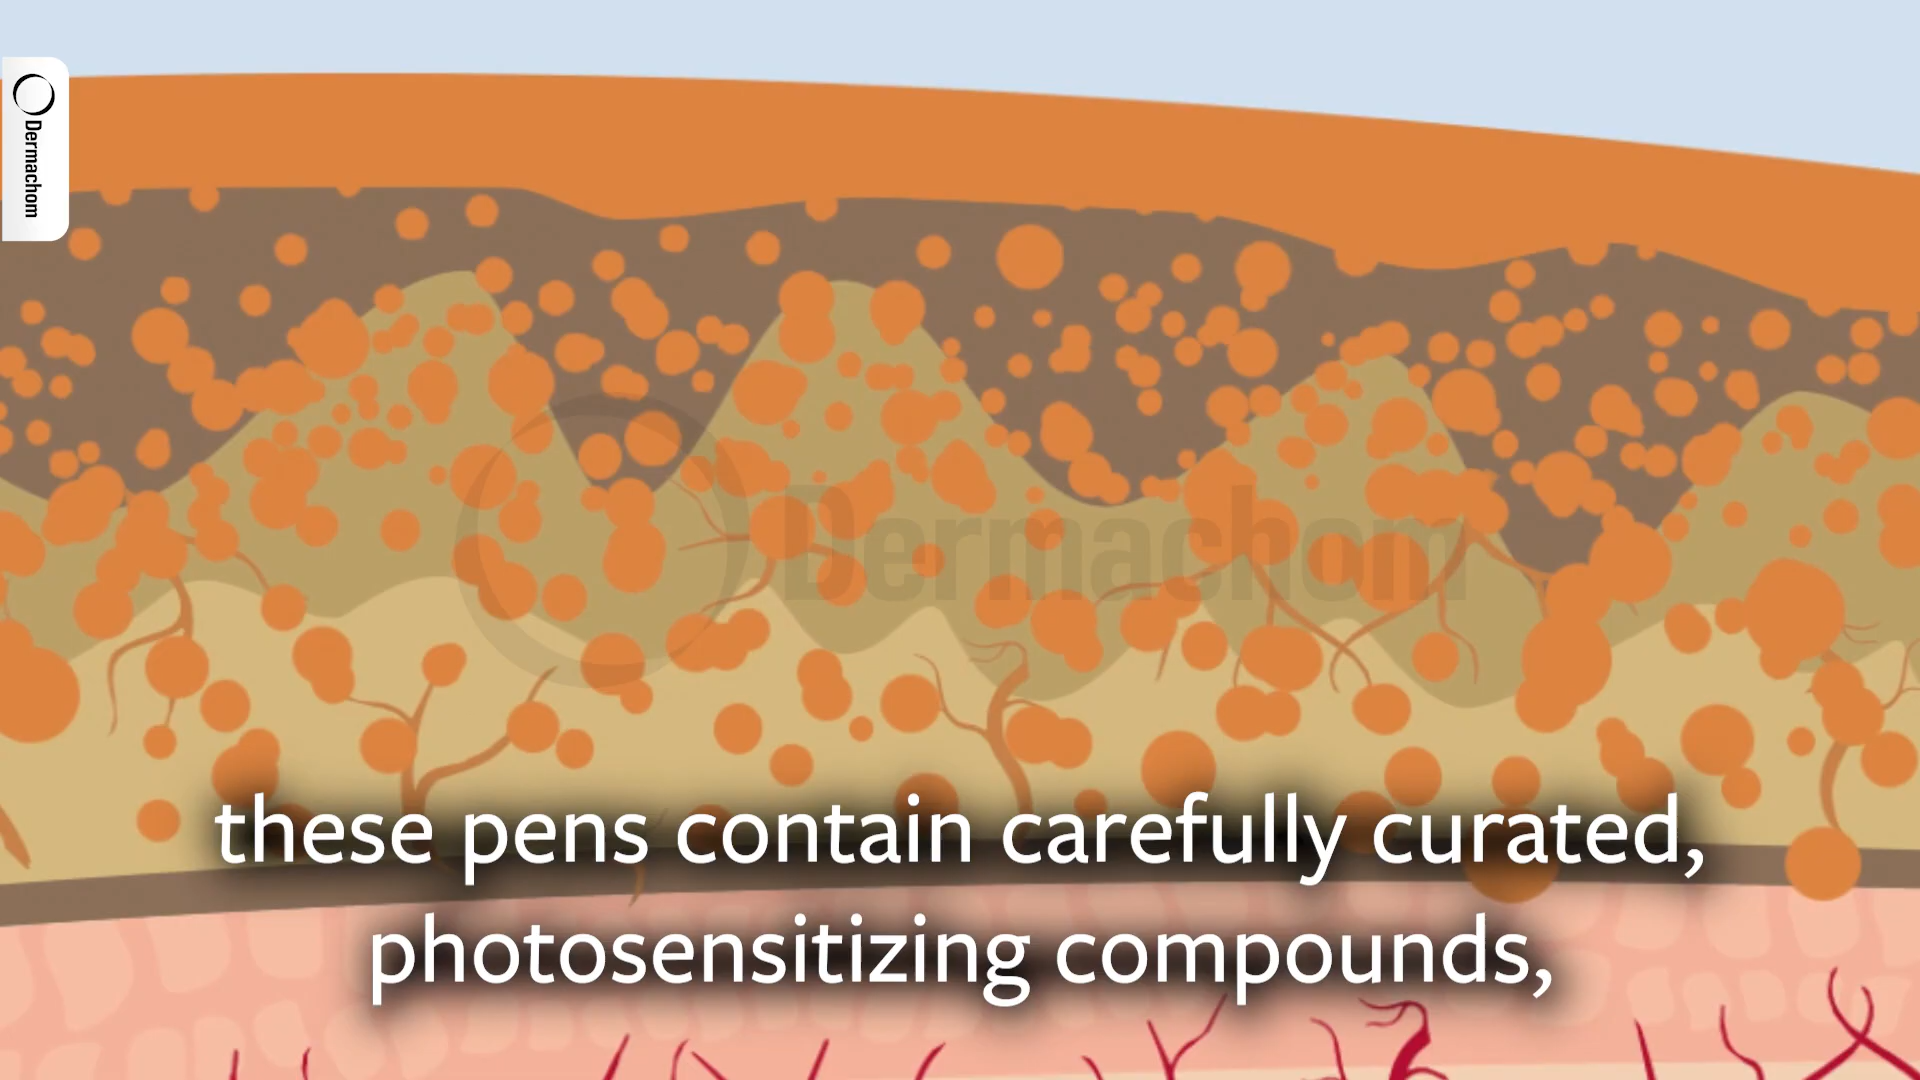 Dermachom
Dermachom
these pens contain carefully curated,
photosensitizing compounds,